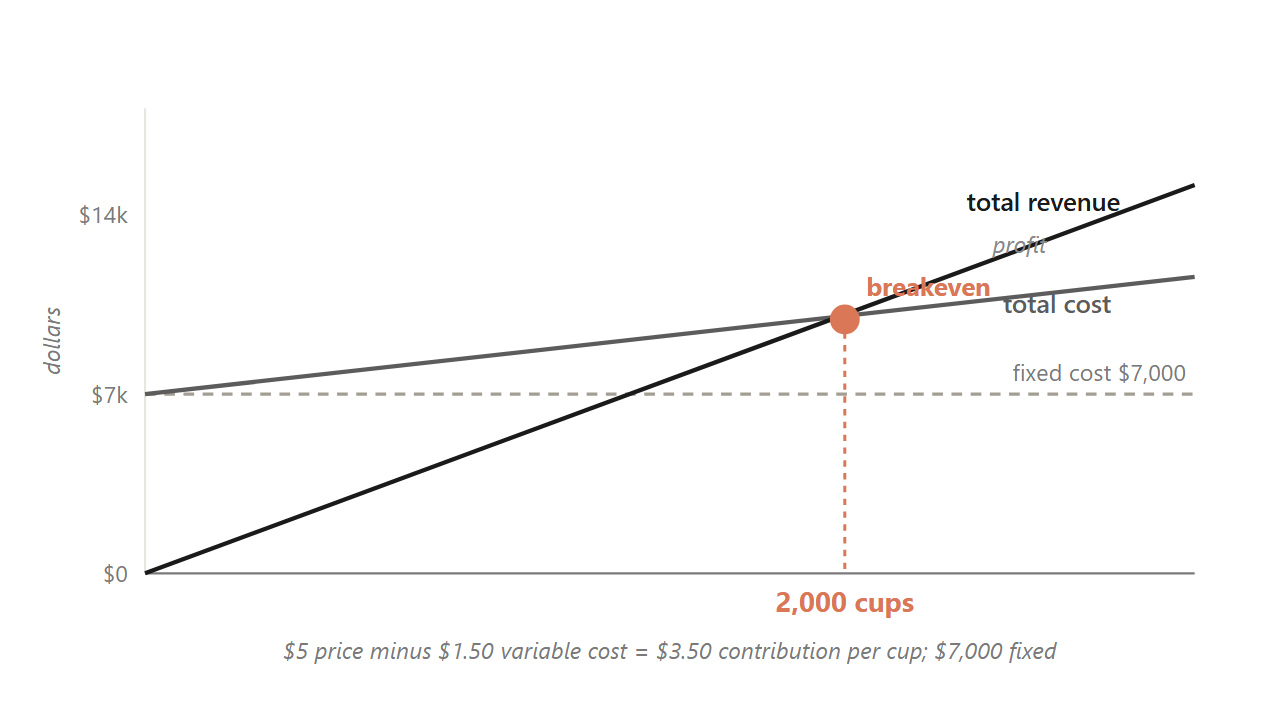 $14k
total revenue
profit
breakeven
total cost
dollars
fixed cost $7,000
$7k
$0
2,000 cups
$5 price minus $1.50 variable cost = $3.50 contribution per cup; $7,000 fixed